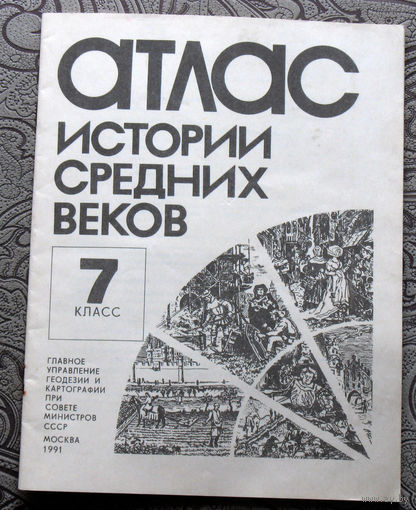 АТЛАС
ИСТОРИИ
СРЕДНИХ
ВЕКОВ
7
КЛАСС
ГЛАВНОЕ
УПРАВЛЕНИЕ
ГЕОДЕЗИИ И
КАРТОГРАФИИ
ПРИ
СОВЕТЕ
МИНИСТРОВ
СССР
МОСКВА
1991